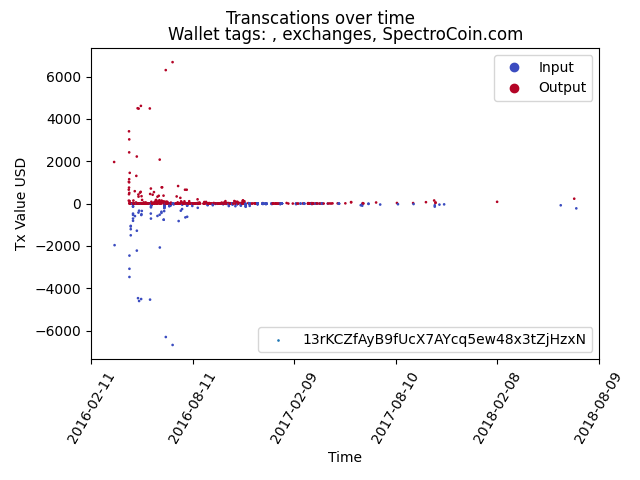 Transcations over time
Wallet tags: , exchanges, SpectroCoin.com
Input
Output
6000
4000
2000
0
−2000
−4000
−6000
Tx Value USD
13rKCZfAyB9fUcX7AYcq5ew48x3tZjHzxN
2016-02-11
2016-08-11
2017-02-09
2017-08-10
2018-02-08
2018-08-09
Time